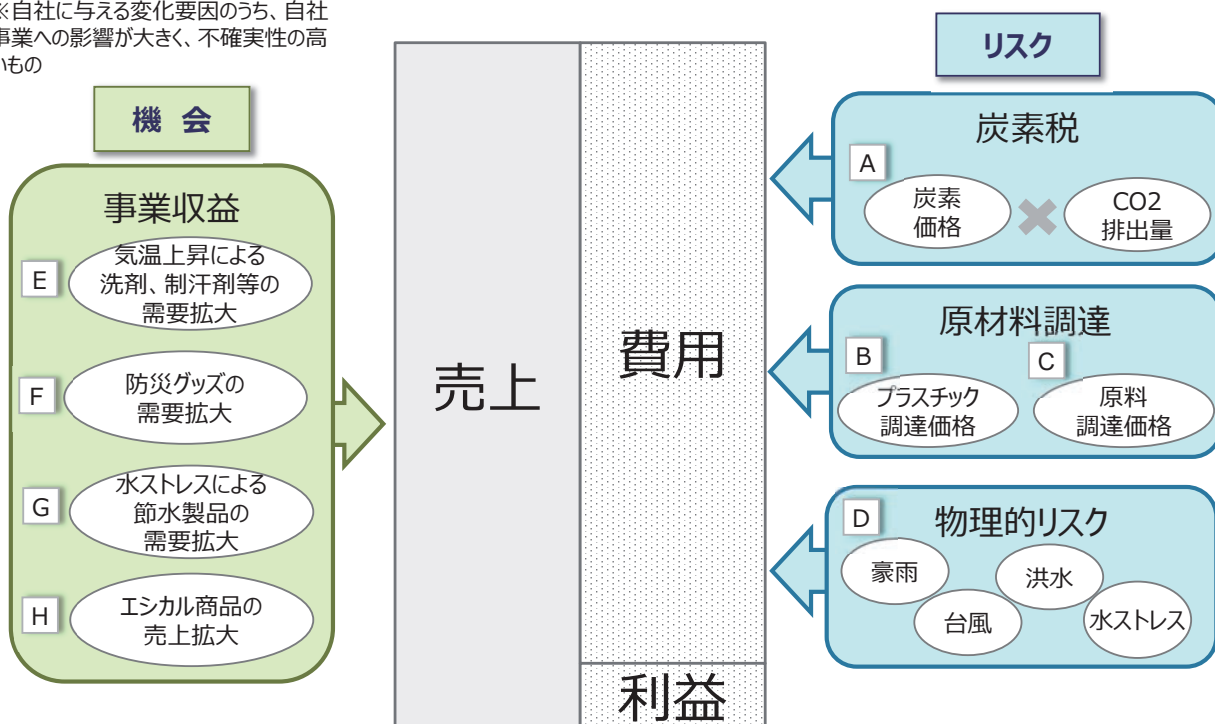 ※自社に与える変化要因のうち、自社
事業への影響が大きく、不確実性の高
いもの
機 会
事業収益
E
気温上昇による
洗剤、制汗剤等の
需要拡大
F
防災グッズの
需要拡大
G
水ストレスによる
節水製品の
需要拡大
H
エシカル商品の
売上拡大
売上
費用
利益
リスク
炭素税
A
炭素
価格
CO2
排出量
原材料調達
B
プラスチック
調達価格
C
原料
調達価格
D
物理的リスク
豪雨
台風
洪水
水ストレス